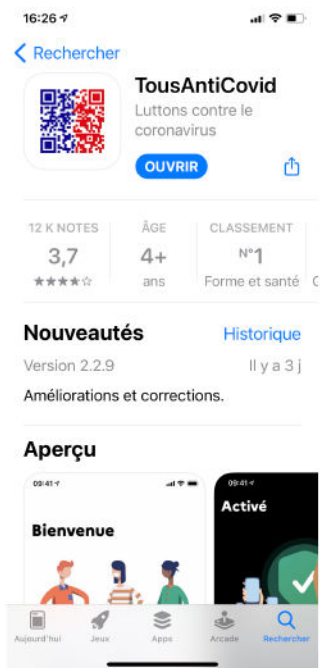 16:26
Rechercher
TousAntiCovid
Luttons contre le
coronavirus
OUVRIR
12 K NOTES ÂGE CLASSEMENT
3,7 4+ N°1
ans Forme et santé
Nouveautés Historique
Version 2.2.9 Il y a 3 j
Améliorations et corrections.
Aperçu
09:41 09:41
Activé
Bienvenue
Aujourd'hui Jeux Apps Arcade Rechercher